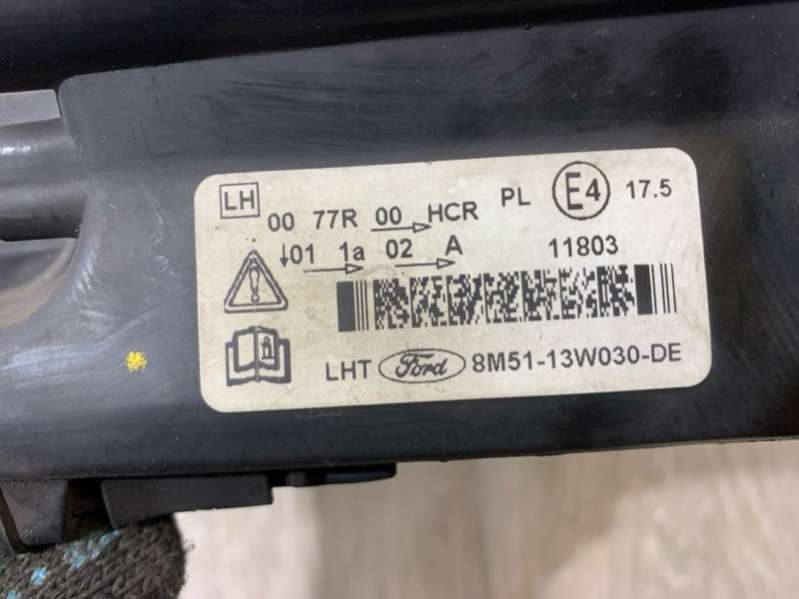 LH 00 77R 00 HCR PL E4 17.5
↓01 1a 02 A 11803
LHT Ford 8M51-13W030-DE